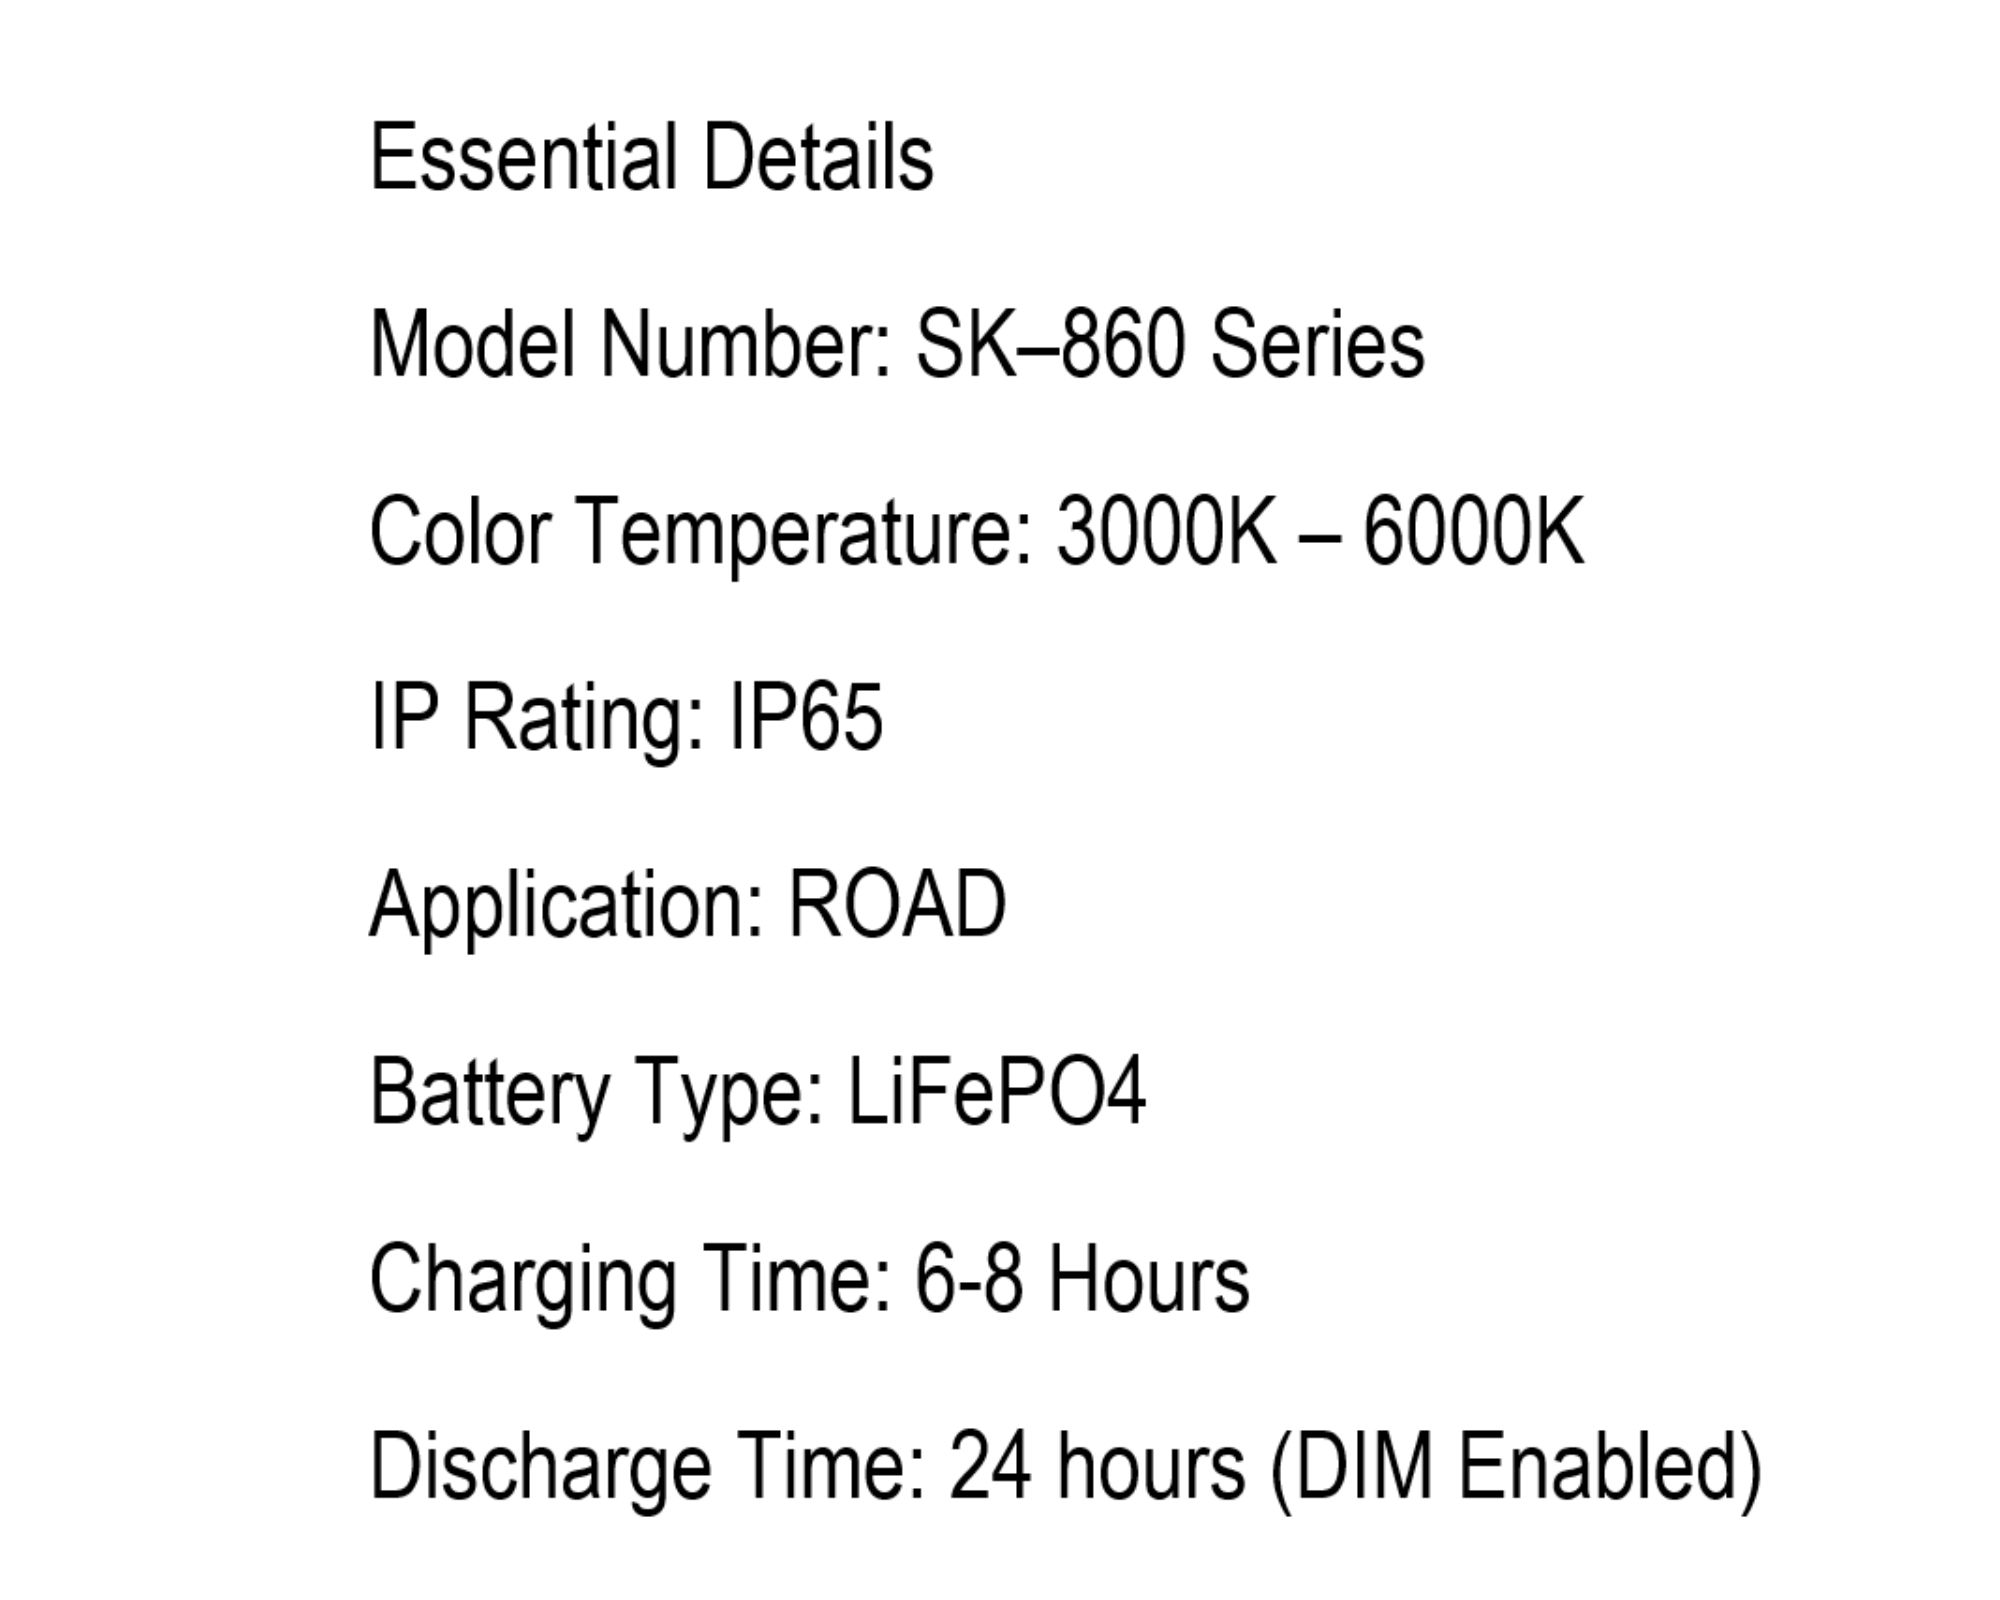 Essential Details
Model Number: SK–860 Series
Color Temperature: 3000K – 6000K
IP Rating: IP65
Application: ROAD
Battery Type: LiFePO4
Charging Time: 6-8 Hours
Discharge Time: 24 hours (DIM Enabled)